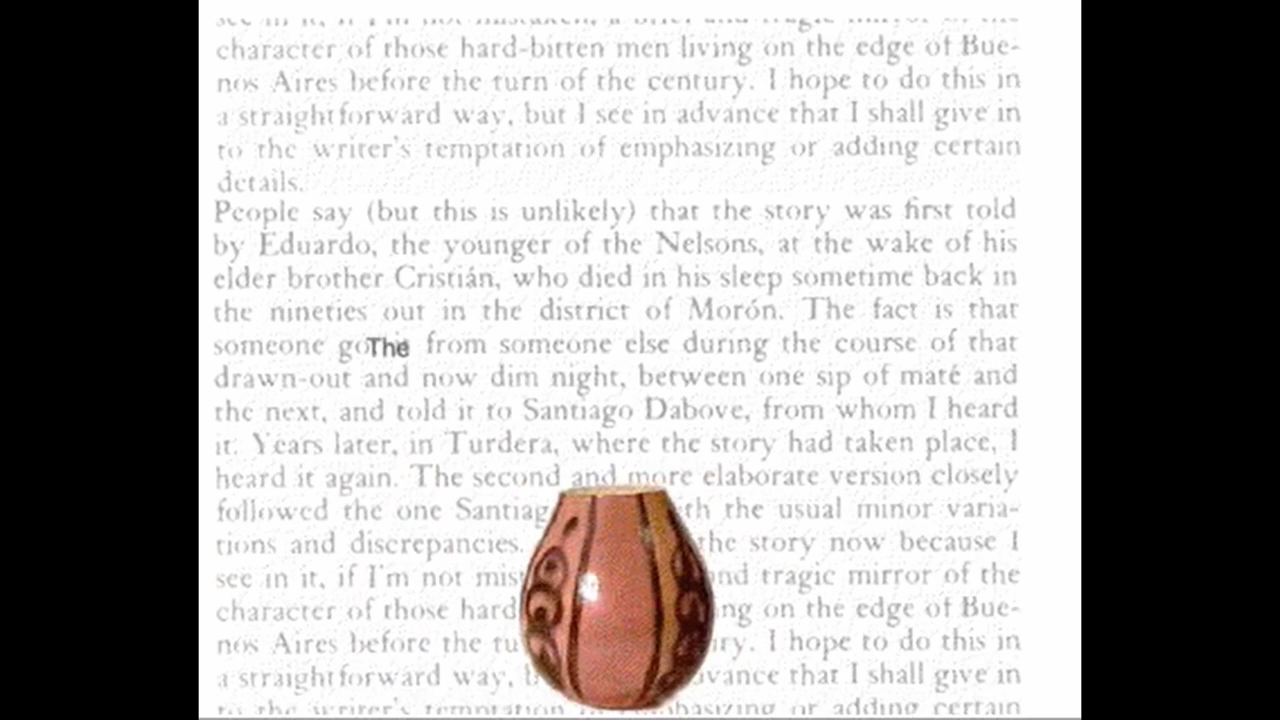 character of those hard-bitten men living on the edge of Bue-
nos Aires before the turn of the century. I hope to do this in
a straightforward way, but I see in advance that I shall give in
to the writer's temptation of emphasizing or adding certain
details.
People say (but this is unlikely) that the story was first told
by Eduardo, the younger of the Nelsons, at the wake of his
elder brother Cristián, who died in his sleep sometime back in
the nineties out in the district of Morón. The fact is that
someone The from someone else during the course of that
drawn-out and now dim night, between one sip of maté and
the next, and told it to Santiago Dabove, from whom I heard
it. Years later, in Turdera, where the story had taken place, I
heard it again. The second and more elaborate version closely
followed the one the usual minor varia-
tions and discrepancies. the story now because I
see in it, if I'm not tragic mirror of the
character of those hard on the edge of Bue-
nos Aires before the I hope to do this in
a straightforward way, that I shall give in
to the writer's temptation or adding certain